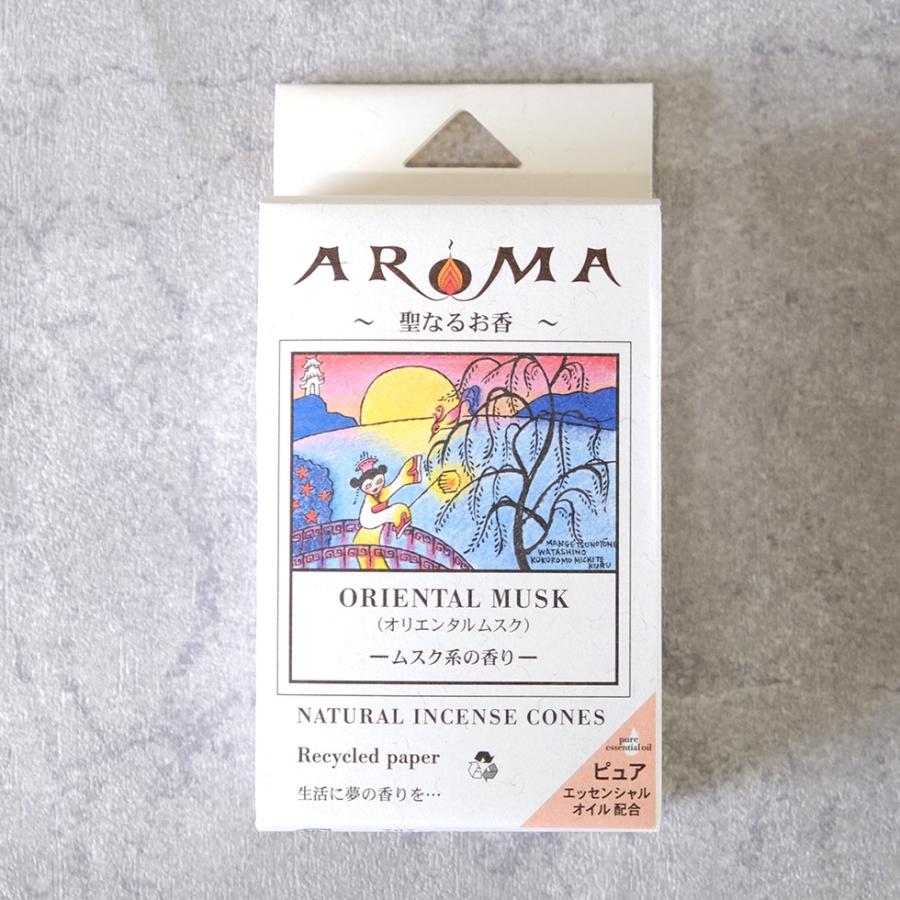 AROMA
～ 聖なるお香 ～
MANGETSUNOYŌNI
WATASHINO
KOKOROMO MICHITE
KURU
ORIENTAL MUSK
(オリエンタルムスク)
ームスク系の香りー
NATURAL INCENSE CONES
Recycled paper
生活に夢の香りを…
pure
essential oil
ピュア
エッセンシャル
オイル 配合